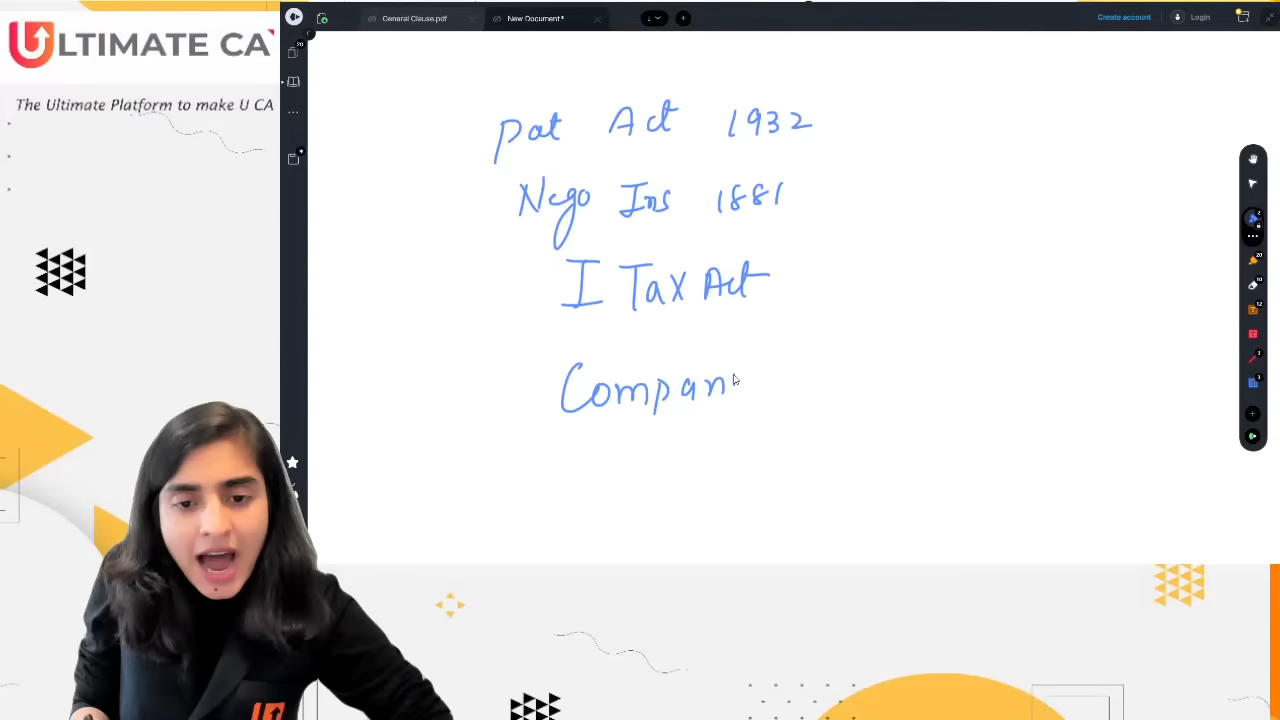 ULTIMATE CA
The Ultimate Platform to make U CA
General Clause.pdf
New Document*
Create account
Login
Pat Act 1932
Nego Ins 1881
I Tax Act
Compan